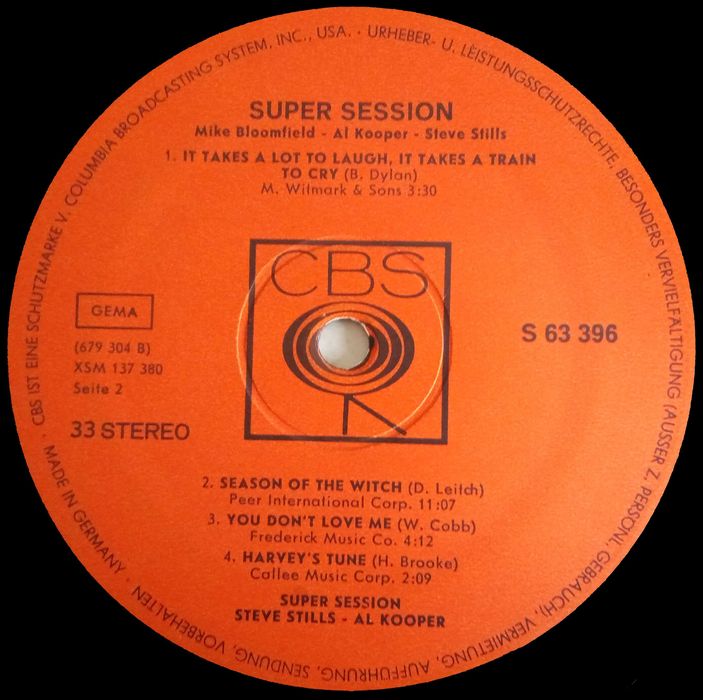 SUPER SESSION
Mike Bloomfield - Al Kooper - Steve Stills
1. IT TAKES A LOT TO LAUGH, IT TAKES A TRAIN
TO CRY (B. Dylan)
M. Witmark & Sons 3:30
CBS
GEMA
(679 304 B)
XSM 137 380
Seite 2
33 STEREO
S 63 396
2. SEASON OF THE WITCH (D. Leitch)
Peer International Corp. 11:07
3. YOU DON'T LOVE ME (W. Cobb)
Frederick Music Co. 4:12
4. HARVEY'S TUNE (H. Brooke)
Callee Music Corp. 2:09
SUPER SESSION
STEVE STILLS - AL KOOPER
· CBS IST EINE SCHUTZMARKE V. COLUMBIA BROADCASTING SYSTEM, INC., USA. · URHEBER- U. LEISTUNGSSCHUTZRECHTE, BESONDERS VERVIELFÄLTIGUNG (AUSSER Z. PERSÖNL. GEBRAUCH), VERMIETUNG, AUFFÜHRUNG, SENDUNG, VORBEHALTEN · MADE IN GERMANY